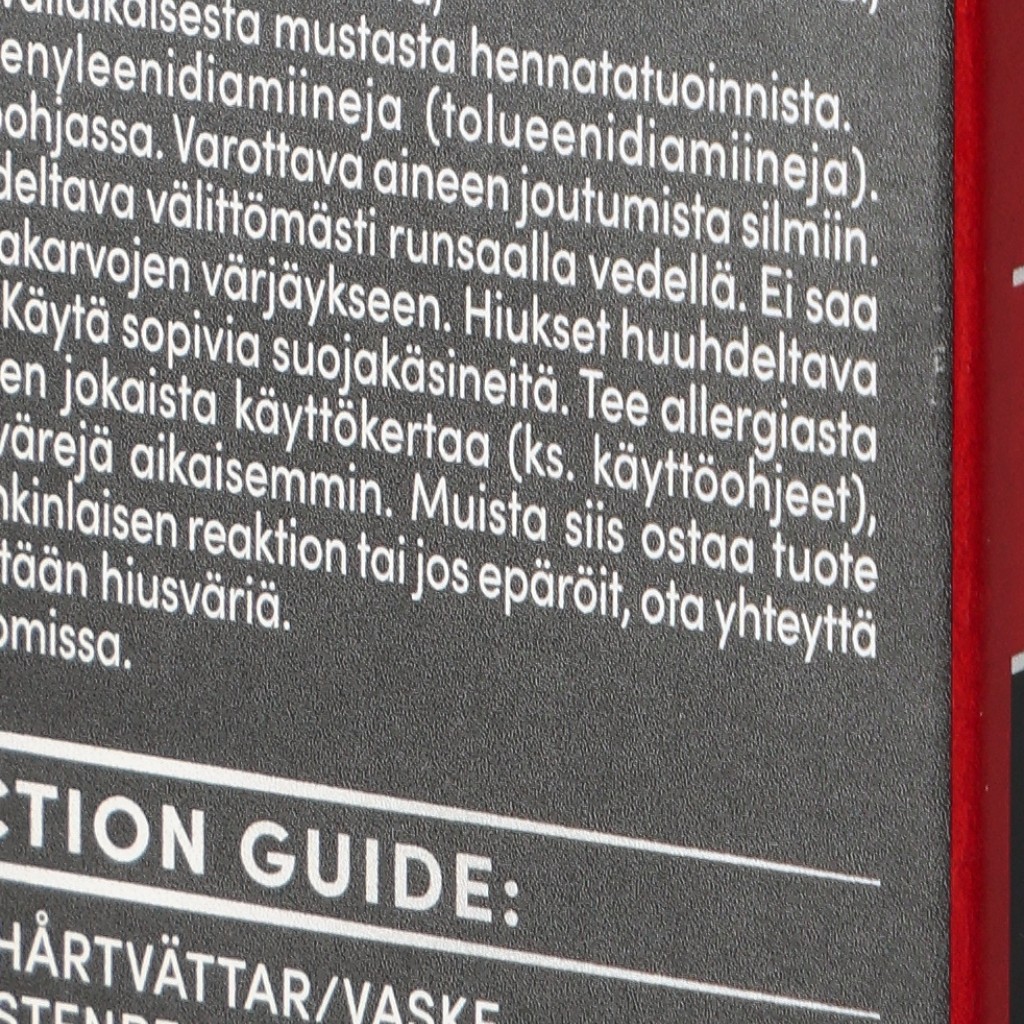 mustasta hennatatuoinnista.
enyleenidiamiineja (tolueenidiamiineja).
ohjassa. Varottava aineen joutumista silmiin.
deltava välittömästi runsaalla vedellä. Ei saa
akarvojen värjäykseen. Hiukset huuhdeltava
Käytä sopivia suojakäsineitä. Tee allergiasta
en jokaista käyttökertaa (ks. käyttöohjeet),
värejä aikaisemmin. Muista siis ostaa tuote
nkinlaisen reaktion tai jos epäröit, ota yhteyttä
tään hiusväriä.
omissa.
CTION GUIDE:
HÅRTVÄTTAR/VASKE